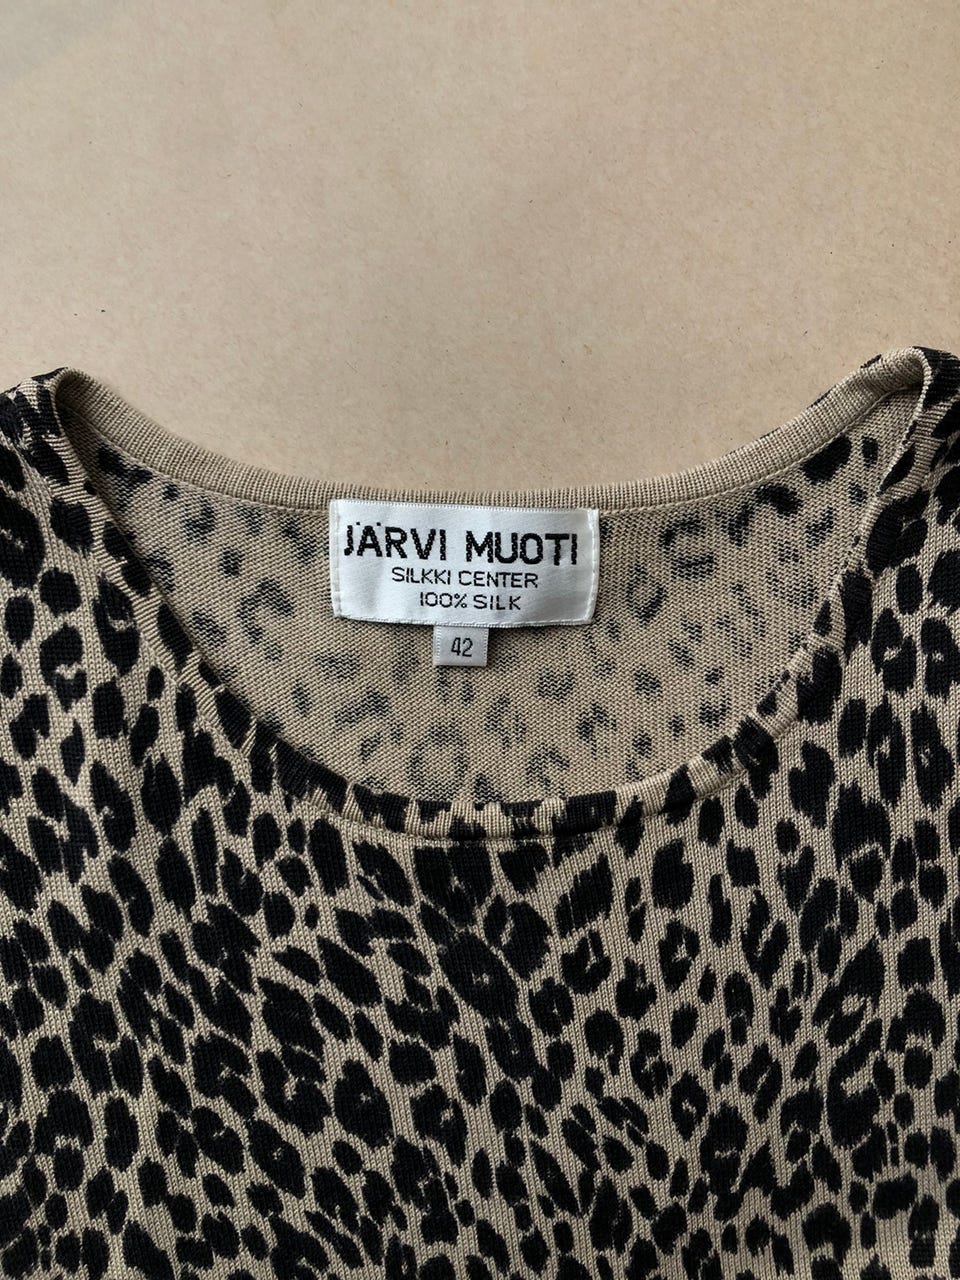 JÄRVI MUOTI
SILKKI CENTER
100% SILK
42